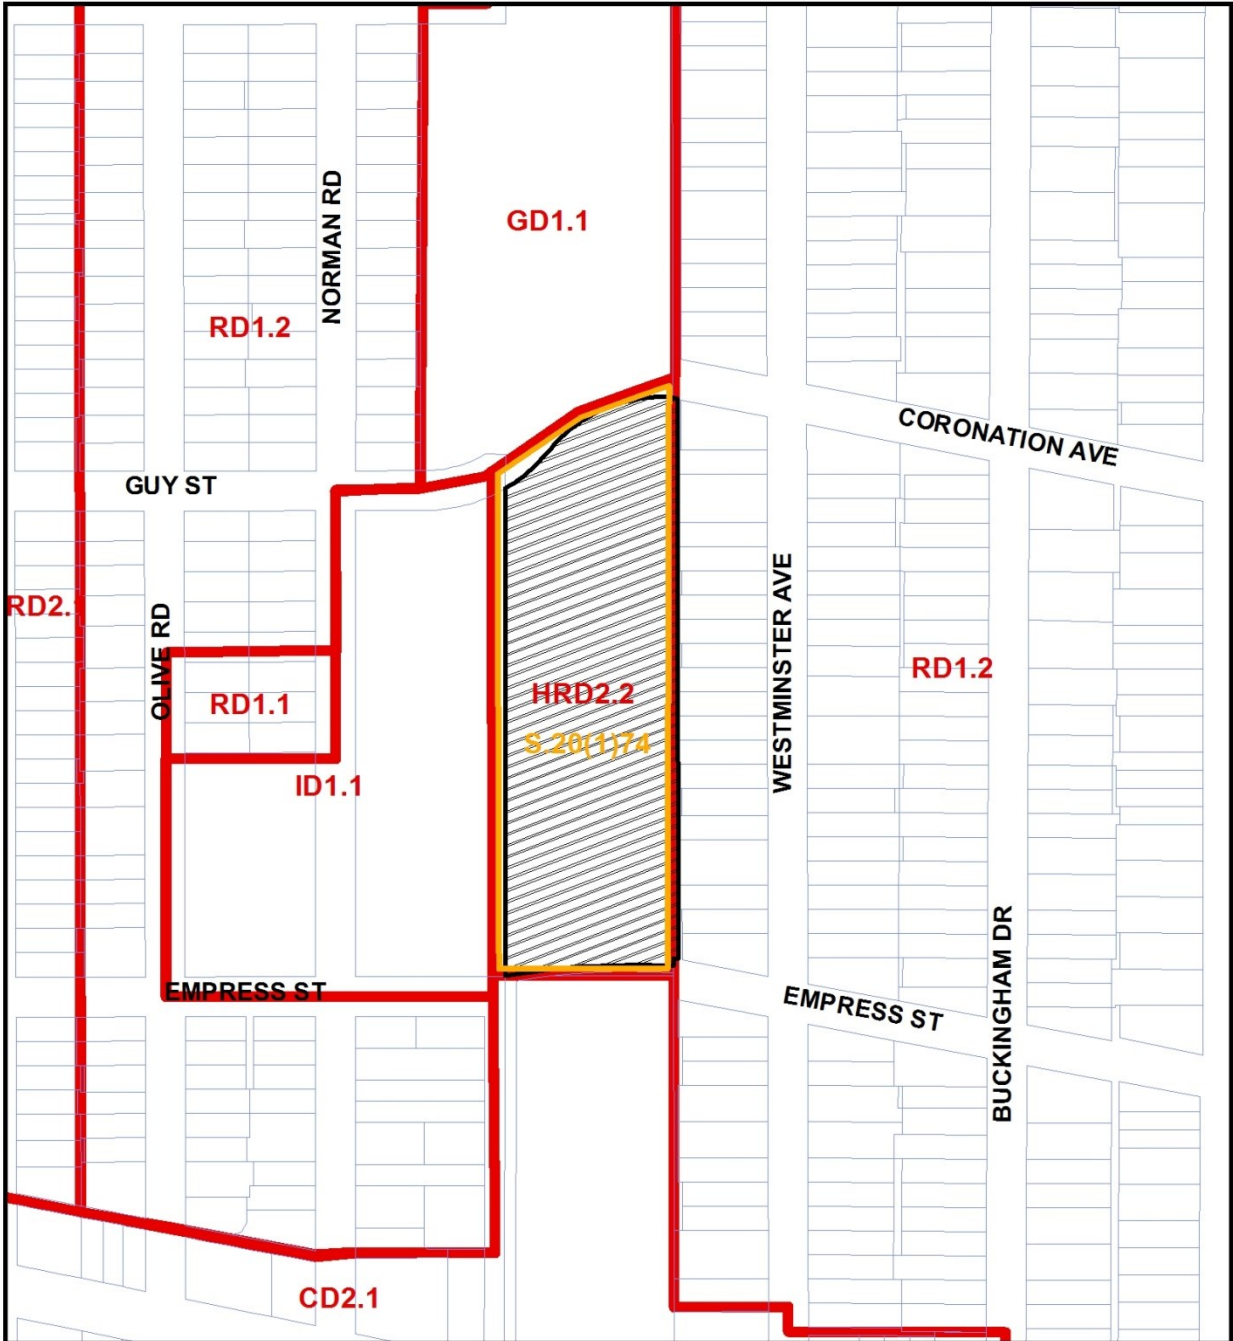 NORMAN RD
GD1.1
RD1.2
CORONATION AVE
GUY ST
RD2.
OLIVE RD
WESTMINSTER AVE
RD1.2
HRD2.2
RD1.1
S.20(1)74
ID1.1
BUCKINGHAM DR
EMPRESS ST
EMPRESS ST
CD2.1